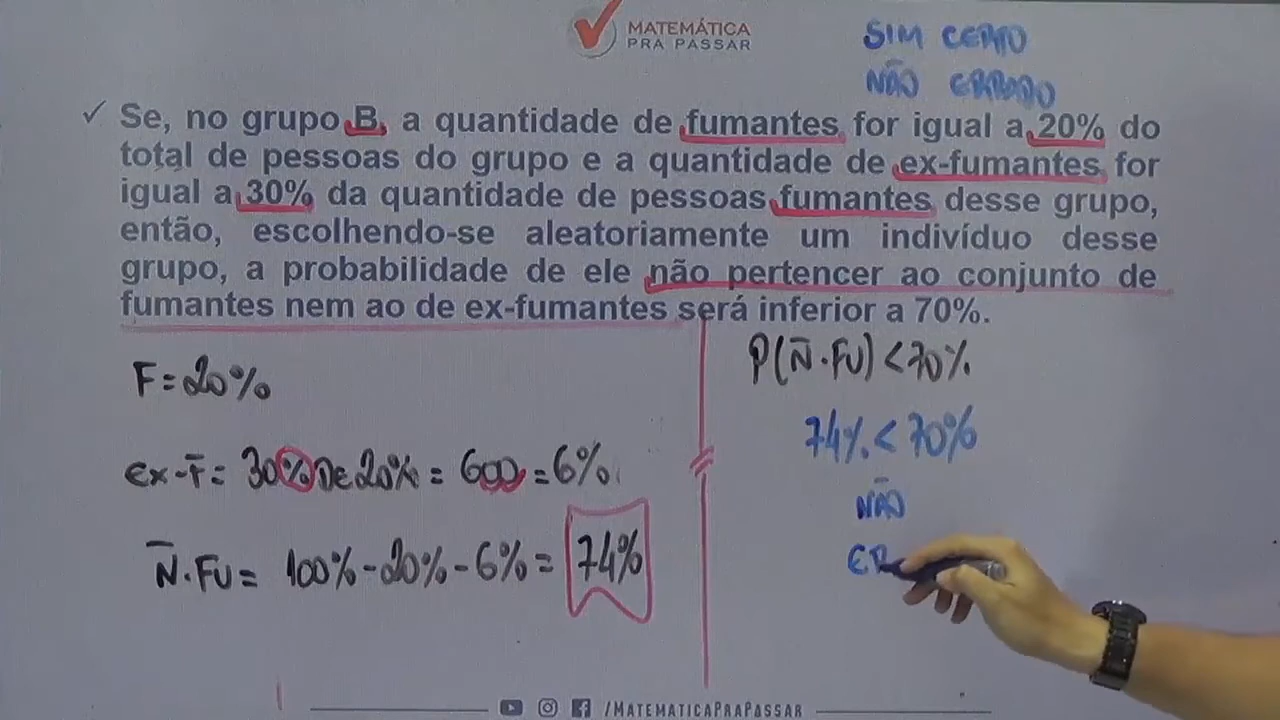 MATEMÁTICA
PRA PASSAR
SIM CERTO
NÃO ERRADO
✓ Se, no grupo B, a quantidade de fumantes for igual a 20% do
total de pessoas do grupo e a quantidade de ex-fumantes for
igual a 30% da quantidade de pessoas fumantes desse grupo,
então, escolhendo-se aleatoriamente um indivíduo desse
grupo, a probabilidade de ele não pertencer ao conjunto de
fumantes nem ao de ex-fumantes será inferior a 70%.
F = 20%
ex-F = 30% DE 20% = 600 = 6%
N.FU = 100% - 20% - 6% = 74%
P(N.FU) < 70%
74% < 70%
NÃO
ER
/MATEMATICAPRAPASSAR